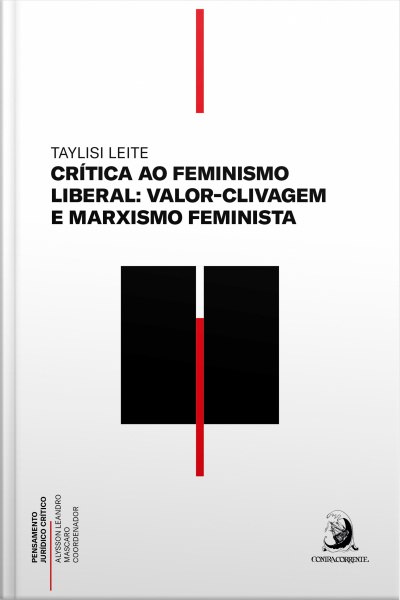 TAYLISI LEITE
CRÍTICA AO FEMINISMO
LIBERAL: VALOR-CLIVAGEM
E MARXISMO FEMINISTA
PENSAMENTO
JURÍDICO CRÍTICO
ALYSSON LEANDRO
MASCARO
COORDENADOR
CONTRACORRENTE